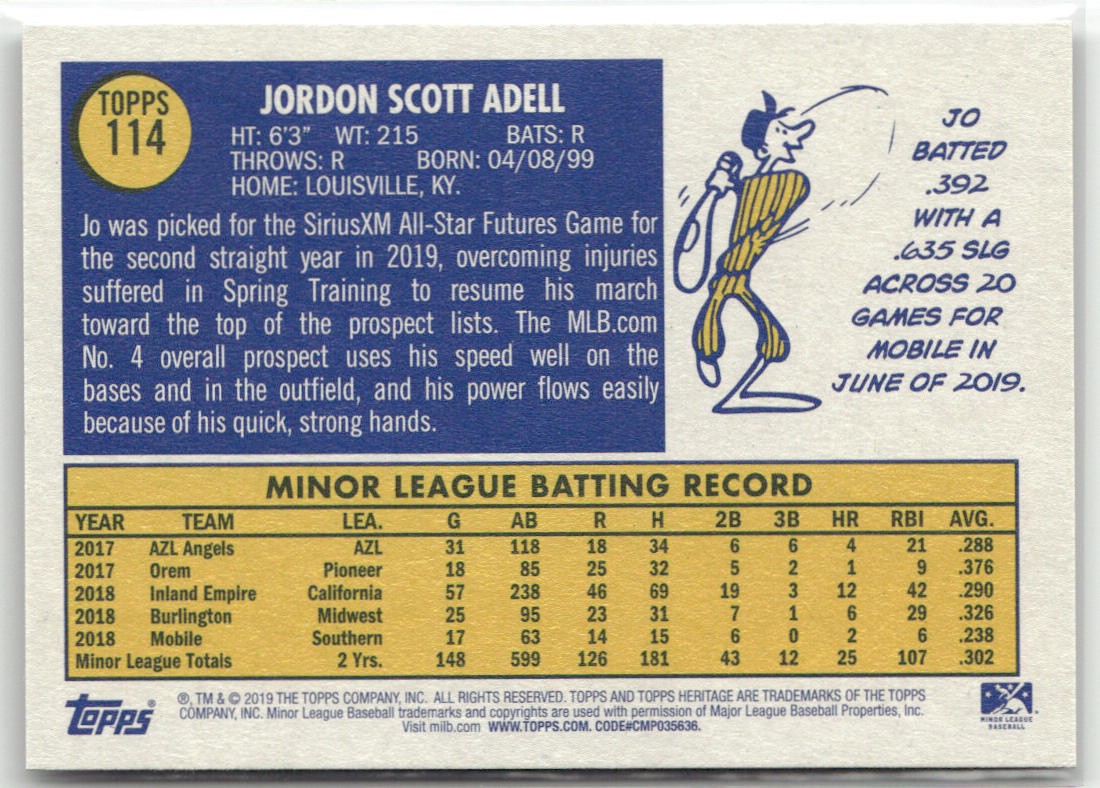 TOPPS
114
JORDON SCOTT ADELL
HT: 6'3" WT: 215 BATS: R
THROWS: R BORN: 04/08/99
HOME: LOUISVILLE, KY.
Jo was picked for the SiriusXM All-Star Futures Game for
the second straight year in 2019, overcoming injuries
suffered in Spring Training to resume his march
toward the top of the prospect lists. The MLB.com
No. 4 overall prospect uses his speed well on the
bases and in the outfield, and his power flows easily
because of his quick, strong hands.
JO
BATTED
.392
WITH A
.635 SLG
ACROSS 20
GAMES FOR
MOBILE IN
JUNE OF 2019.
MINOR LEAGUE BATTING RECORD
YEAR TEAM LEA. G AB R H 2B 3B HR RBI AVG.
2017 AZL Angels AZL 31 118 18 34 6 6 4 21 .288
2017 Orem Pioneer 18 85 25 32 5 2 1 9 .376
2018 Inland Empire California 57 238 46 69 19 3 12 42 .290
2018 Burlington Midwest 25 95 23 31 7 1 6 29 .326
2018 Mobile Southern 17 63 14 15 6 0 2 6 .238
Minor League Totals 2 Yrs. 148 599 126 181 43 12 25 107 .302
topps®
®, TM & © 2019 THE TOPPS COMPANY, INC. ALL RIGHTS RESERVED. TOPPS AND TOPPS HERITAGE ARE TRADEMARKS OF THE TOPPS
COMPANY, INC. Minor League Baseball trademarks and copyrights are used with permission of Major League Baseball Properties, Inc.
Visit milb.com WWW.TOPPS.COM. CODE#CMP035636.
MINOR LEAGUE
BASEBALL